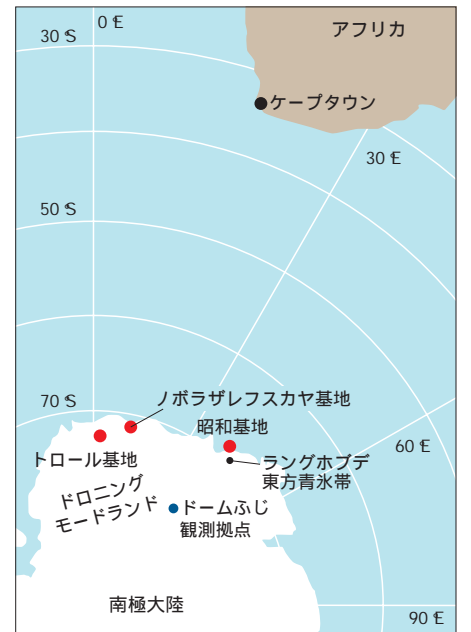 0 E
30 S
アフリカ
ケープタウン
30 E
50 S
70 S
ノボラザレフスカヤ基地
昭和基地
60 E
トロール基地
ラングホブデ
東方青氷帯
ドロニング
モードランド
ドームふじ
観測拠点
南極大陸
90 E